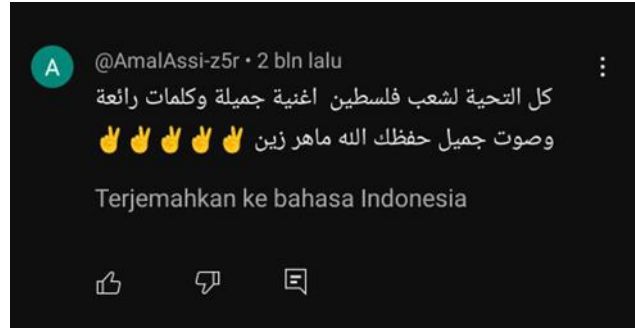 A
@AmalAssi-z5r • 2 bln lalu
كل التحية لشعب فلسطين اغنية جميلة وكلمات رائعة
وصوت جميل حفظك الله ماهر زين ✌✌✌✌✌
Terjemahkan ke bahasa Indonesia